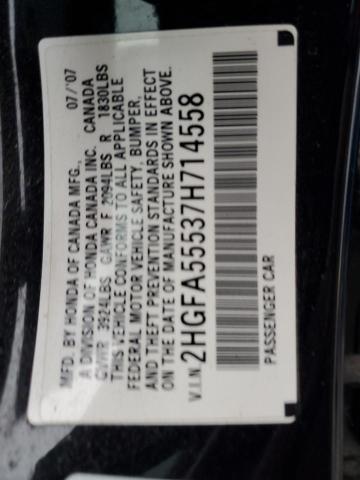 MFD. BY HONDA OF CANADA MFG., 07/'07
A DIVISION OF HONDA CANADA INC. CANADA
GVWR 3924LBS GAWR F 2094LBS R 1830LBS
THIS VEHICLE CONFORMS TO ALL APPLICABLE
FEDERAL MOTOR VEHICLE SAFETY, BUMPER,
AND THEFT PREVENTION STANDARDS IN EFFECT
ON THE DATE OF MANUFACTURE SHOWN ABOVE.
V.I.N 2HGFA55537H714558
PASSENGER CAR